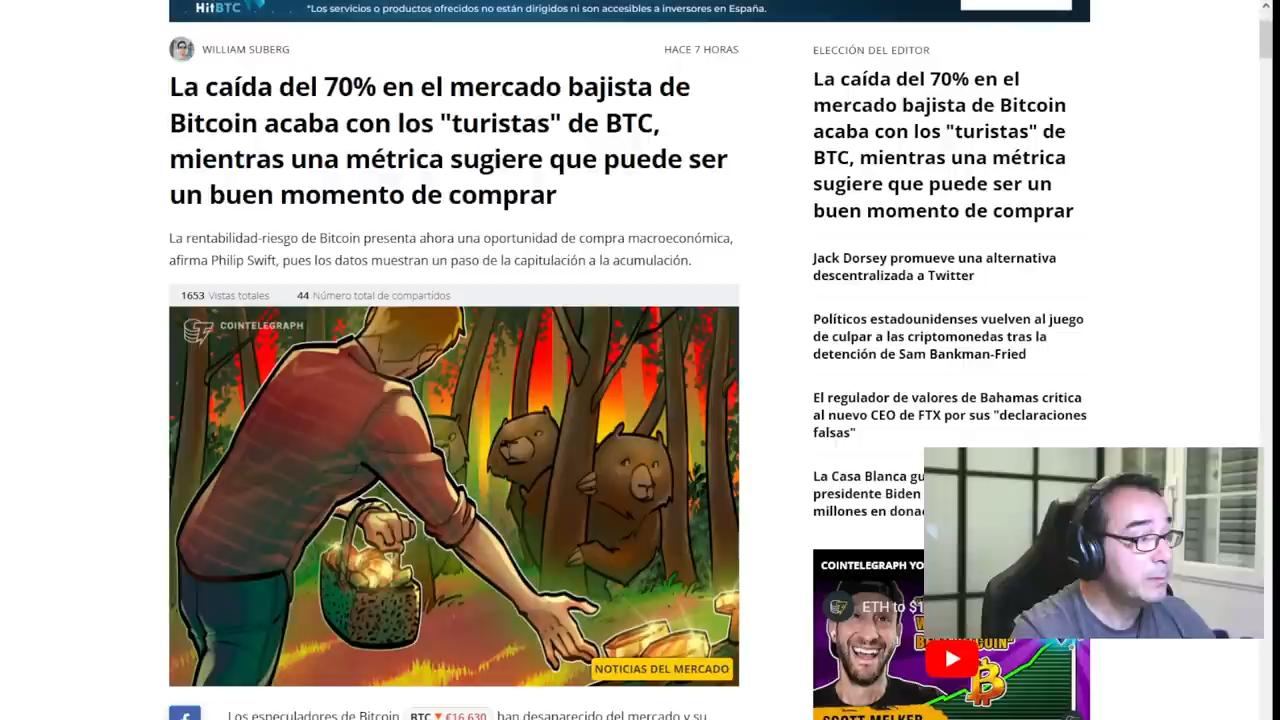 HitBTC
*Los servicios o productos ofrecidos no están dirigidos ni son accesibles a inversores en España.
WILLIAM SUBERG
HACE 7 HORAS
La caída del 70% en el mercado bajista de
Bitcoin acaba con los "turistas" de BTC,
mientras una métrica sugiere que puede ser
un buen momento de comprar
La rentabilidad-riesgo de Bitcoin presenta ahora una oportunidad de compra macroeconómica,
afirma Philip Swift, pues los datos muestran un paso de la capitulación a la acumulación.
1653 Vistas totales
44 Número total de compartidos
COINTELEGRAPH
NOTICIAS DEL MERCADO
Los especuladores de Bitcoin BTC ▼ €16,630 han desaparecido del mercado y su
ELECCIÓN DEL EDITOR
La caída del 70% en el
mercado bajista de Bitcoin
acaba con los "turistas" de
BTC, mientras una métrica
sugiere que puede ser un
buen momento de comprar
Jack Dorsey promueve una alternativa
descentralizada a Twitter
Políticos estadounidenses vuelven al juego
de culpar a las criptomonedas tras la
detención de Sam Bankman-Fried
El regulador de valores de Bahamas critica
al nuevo CEO de FTX por sus "declaraciones
falsas"
La Casa Blanca
presidente Biden
millones en
COINTELEGRAPH
ETH to
SCOTT MELKER